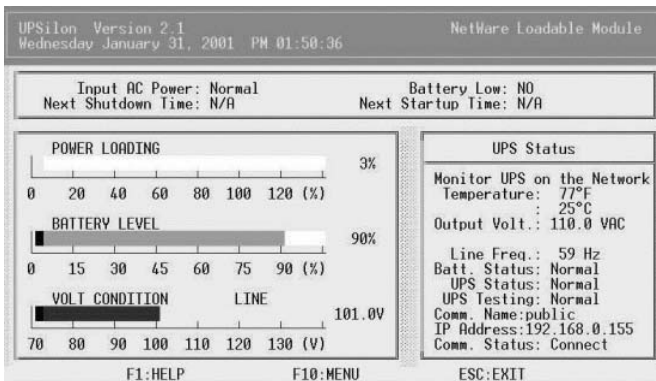 UPSilon Version 2.1
NetWare Loadable Module
Wednesday January 31, 2001 PM 01:50:36
Input AC Power: Normal
Battery Low: NO
Next Shutdown Time: N/A
Next Startup Time: N/A
POWER LOADING
3%
0 20 40 60 80 100 120 (%)
BATTERY LEVEL
90%
0 15 30 45 60 75 90 (%)
VOLT CONDITION LINE
101.0V
70 80 90 100 110 120 130 (V)
UPS Status
Monitor UPS on the Network
Temperature: 77°F
: 25°C
Output Volt.: 110.0 VAC
Line Freq.: 59 Hz
Batt. Status: Normal
UPS Status: Normal
UPS Testing: Normal
Comm. Name:public
IP Address:192.168.0.155
Comm. Status: Connect
F1:HELP F10:MENU ESC:EXIT